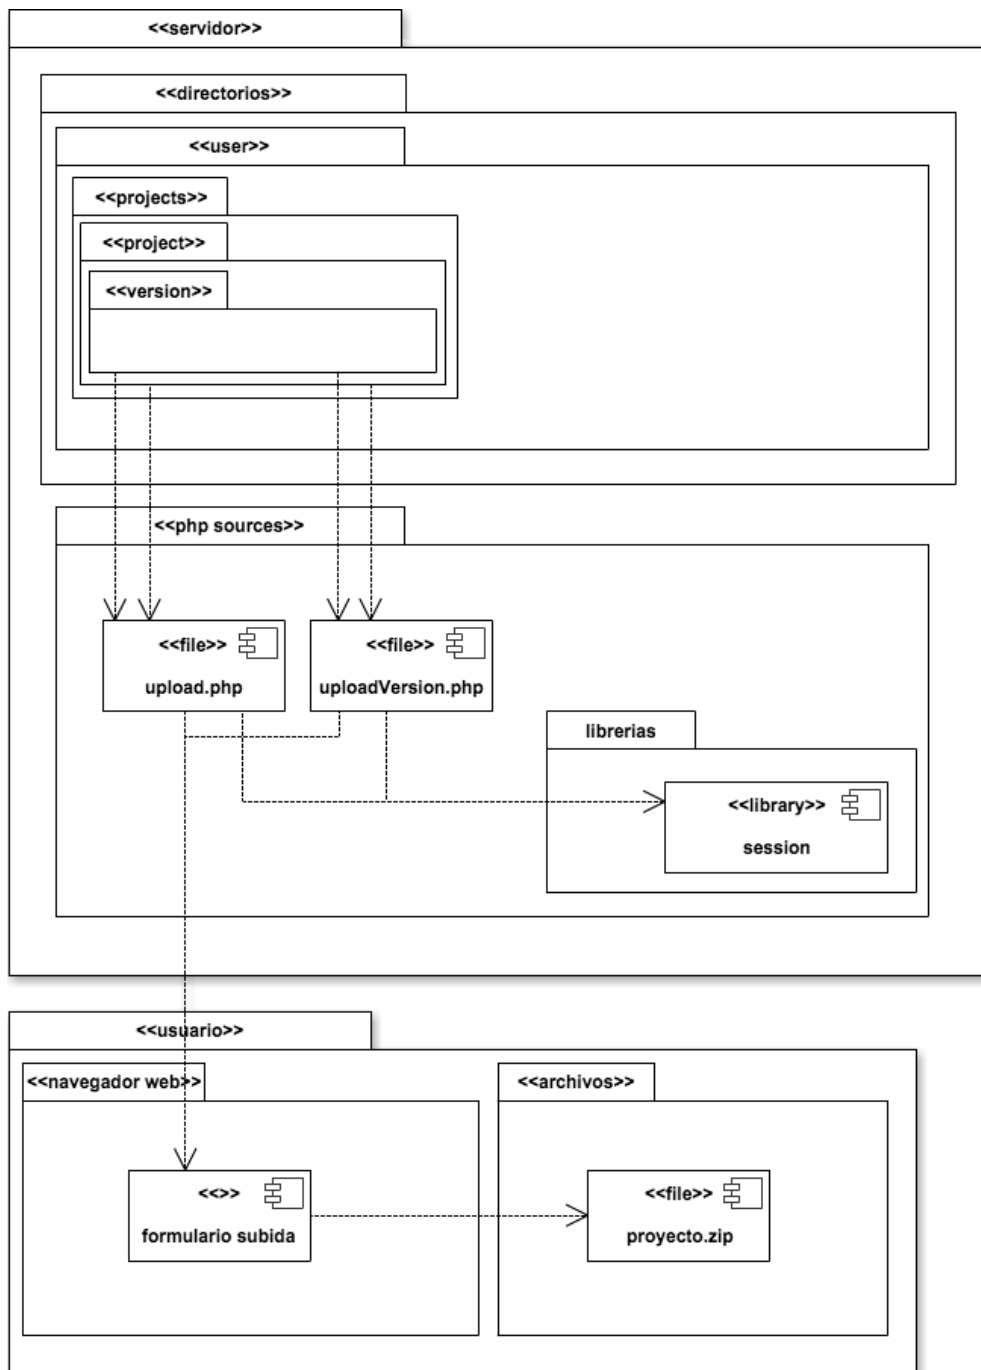 <<servidor>>
<<directorios>>
<<user>>
<<projects>>
<<project>>
<<version>>
<<php sources>>
<<file>>
upload.php
<<file>>
uploadVersion.php
librerias
<<library>>
session
<<usuario>>
<<navegador web>>
<<archivos>>
<<>>
formulario subida
<<file>>
proyecto.zip